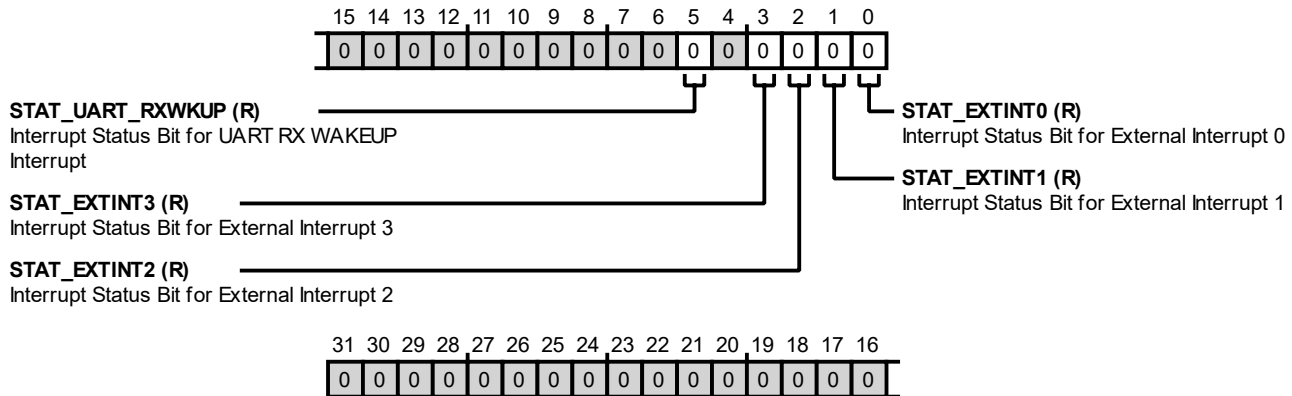 15 14 13 12 11 10 9 8 7 6 5 4 3 2 1 0
0 0 0 0 0 0 0 0 0 0 0 0 0 0 0 0
STAT_UART_RXWKUP (R)
Interrupt Status Bit for UART RX WAKEUP
Interrupt
STAT_EXTINT3 (R)
Interrupt Status Bit for External Interrupt 3
STAT_EXTINT2 (R)
Interrupt Status Bit for External Interrupt 2
STAT_EXTINT0 (R)
Interrupt Status Bit for External Interrupt 0
STAT_EXTINT1 (R)
Interrupt Status Bit for External Interrupt 1
31 30 29 28 27 26 25 24 23 22 21 20 19 18 17 16
0 0 0 0 0 0 0 0 0 0 0 0 0 0 0 0